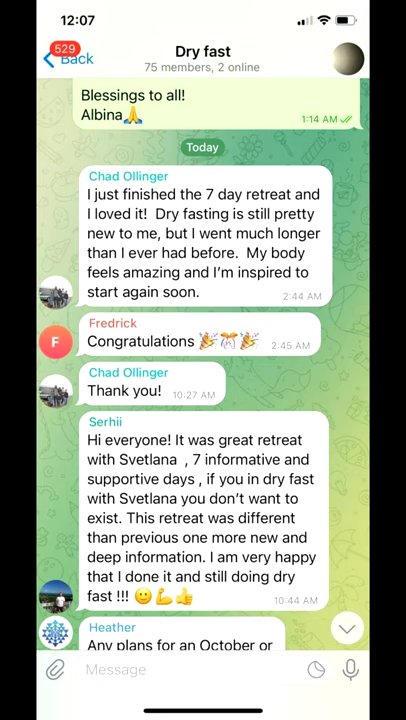 12:07
529
Back
Dry fast
75 members, 2 online
Blessings to all!
Albina🙏
1:14 AM
Today
Chad Ollinger
I just finished the 7 day retreat and
I loved it!  Dry fasting is still pretty
new to me, but I went much longer
than I ever had before.  My body
feels amazing and I'm inspired to
start again soon.
2:44 AM
F
Fredrick
Congratulations 🎉🎊🎉
2:45 AM
Chad Ollinger
Thank you!
10:27 AM
Serhii
Hi everyone! It was great retreat
with Svetlana  , 7 informative and
supportive days , if you in dry fast
with Svetlana you don't want to
exist. This retreat was different
than previous one more new and
deep information. I am very happy
that I done it and still doing dry
fast !!! 🙂💪👍
10:44 AM
Heather
Any plans for an October or
Message